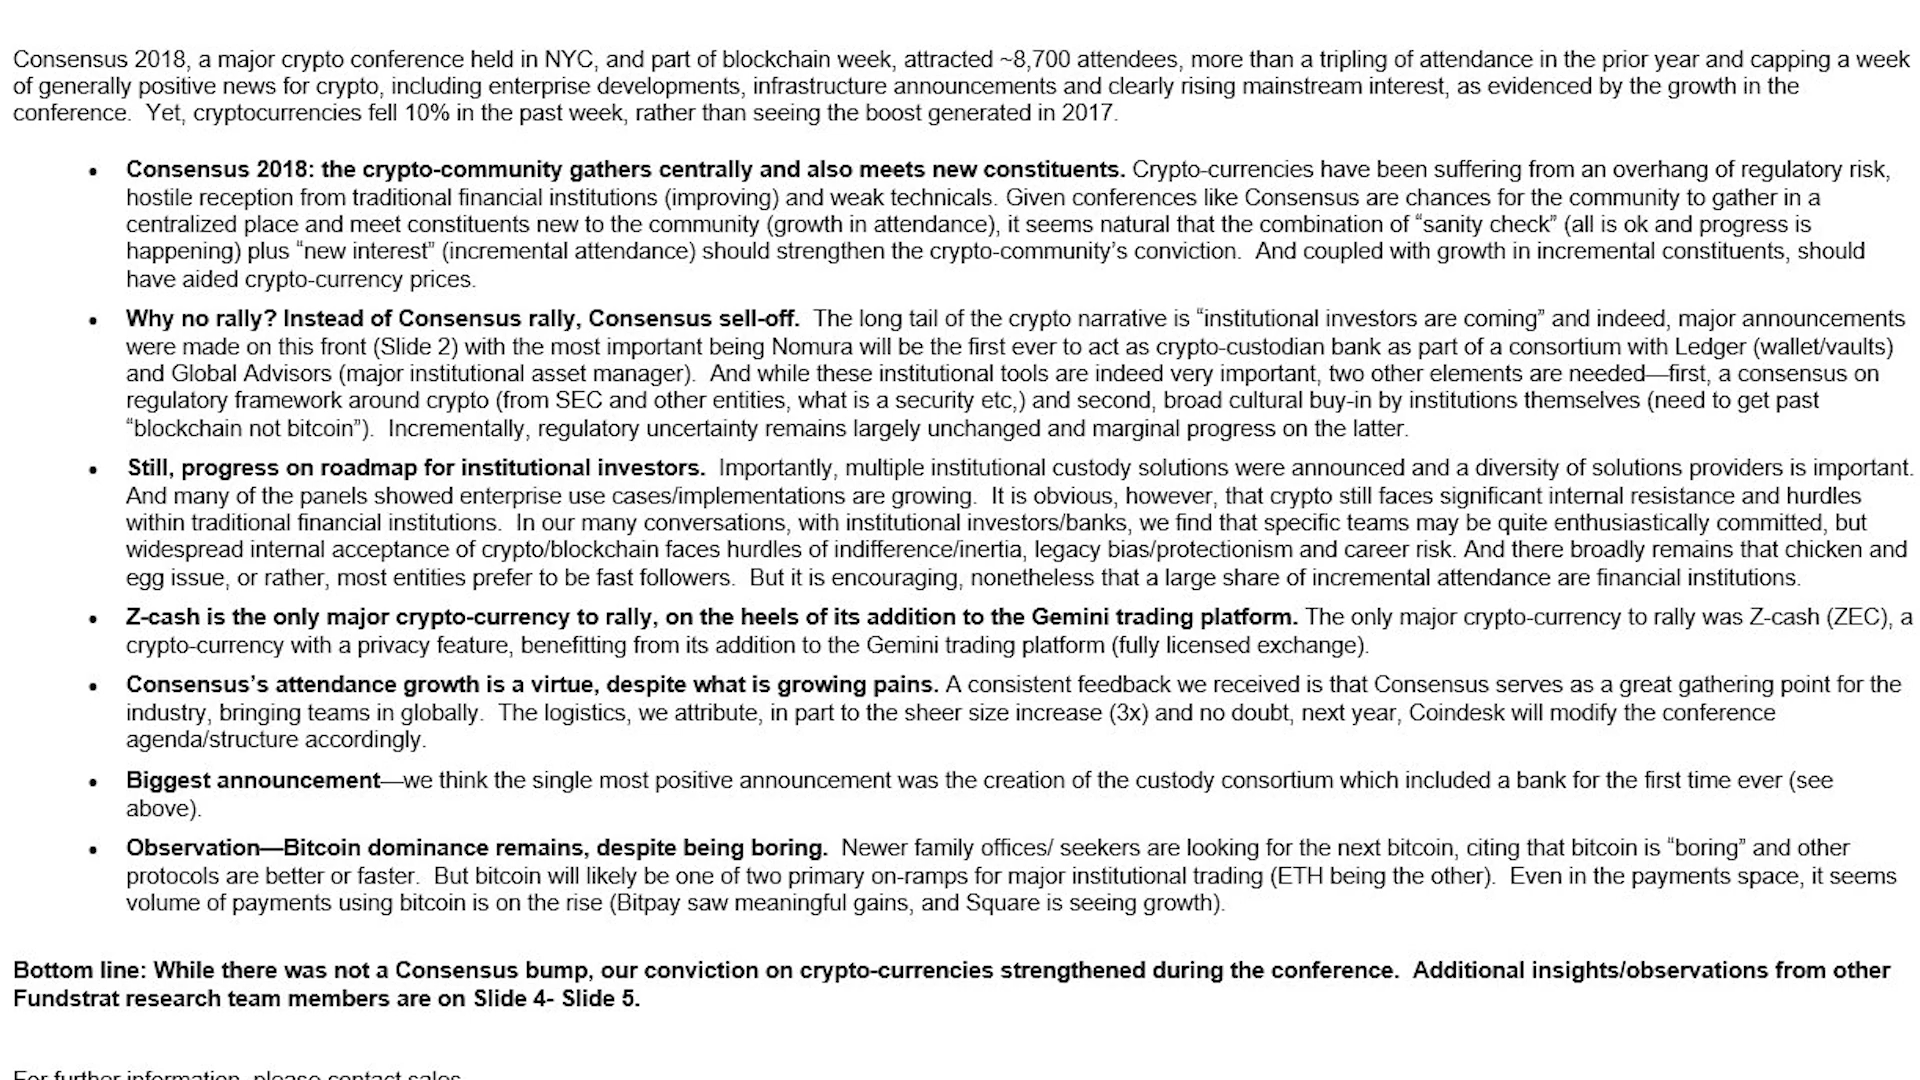 Consensus 2018, a major crypto conference held in NYC, and part of blockchain week, attracted ~8,700 attendees, more than a tripling of attendance in the prior year and capping a week
of generally positive news for crypto, including enterprise developments, infrastructure announcements and clearly rising mainstream interest, as evidenced by the growth in the
conference.  Yet, cryptocurrencies fell 10% in the past week, rather than seeing the boost generated in 2017.
• Consensus 2018: the crypto-community gathers centrally and also meets new constituents. Crypto-currencies have been suffering from an overhang of regulatory risk,
hostile reception from traditional financial institutions (improving) and weak technicals. Given conferences like Consensus are chances for the community to gather in a
centralized place and meet constituents new to the community (growth in attendance), it seems natural that the combination of “sanity check” (all is ok and progress is
happening) plus “new interest” (incremental attendance) should strengthen the crypto-community’s conviction.  And coupled with growth in incremental constituents, should
have aided crypto-currency prices.
• Why no rally? Instead of Consensus rally, Consensus sell-off.  The long tail of the crypto narrative is “institutional investors are coming” and indeed, major announcements
were made on this front (Slide 2) with the most important being Nomura will be the first ever to act as crypto-custodian bank as part of a consortium with Ledger (wallet/vaults)
and Global Advisors (major institutional asset manager).  And while these institutional tools are indeed very important, two other elements are needed—first, a consensus on
regulatory framework around crypto (from SEC and other entities, what is a security etc,) and second, broad cultural buy-in by institutions themselves (need to get past
“blockchain not bitcoin”).  Incrementally, regulatory uncertainty remains largely unchanged and marginal progress on the latter.
• Still, progress on roadmap for institutional investors.  Importantly, multiple institutional custody solutions were announced and a diversity of solutions providers is important.
And many of the panels showed enterprise use cases/implementations are growing.  It is obvious, however, that crypto still faces significant internal resistance and hurdles
within traditional financial institutions.  In our many conversations, with institutional investors/banks, we find that specific teams may be quite enthusiastically committed, but
widespread internal acceptance of crypto/blockchain faces hurdles of indifference/inertia, legacy bias/protectionism and career risk. And there broadly remains that chicken and
egg issue, or rather, most entities prefer to be fast followers.  But it is encouraging, nonetheless that a large share of incremental attendance are financial institutions.
• Z-cash is the only major crypto-currency to rally, on the heels of its addition to the Gemini trading platform. The only major crypto-currency to rally was Z-cash (ZEC), a
crypto-currency with a privacy feature, benefitting from its addition to the Gemini trading platform (fully licensed exchange).
• Consensus’s attendance growth is a virtue, despite what is growing pains. A consistent feedback we received is that Consensus serves as a great gathering point for the
industry, bringing teams in globally.  The logistics, we attribute, in part to the sheer size increase (3x) and no doubt, next year, Coindesk will modify the conference
agenda/structure accordingly.
• Biggest announcement—we think the single most positive announcement was the creation of the custody consortium which included a bank for the first time ever (see
above).
• Observation—Bitcoin dominance remains, despite being boring.  Newer family offices/ seekers are looking for the next bitcoin, citing that bitcoin is “boring” and other
protocols are better or faster.  But bitcoin will likely be one of two primary on-ramps for major institutional trading (ETH being the other).  Even in the payments space, it seems
volume of payments using bitcoin is on the rise (Bitpay saw meaningful gains, and Square is seeing growth).
Bottom line: While there was not a Consensus bump, our conviction on crypto-currencies strengthened during the conference.  Additional insights/observations from other
Fundstrat research team members are on Slide 4- Slide 5.
For further information, please contact sales